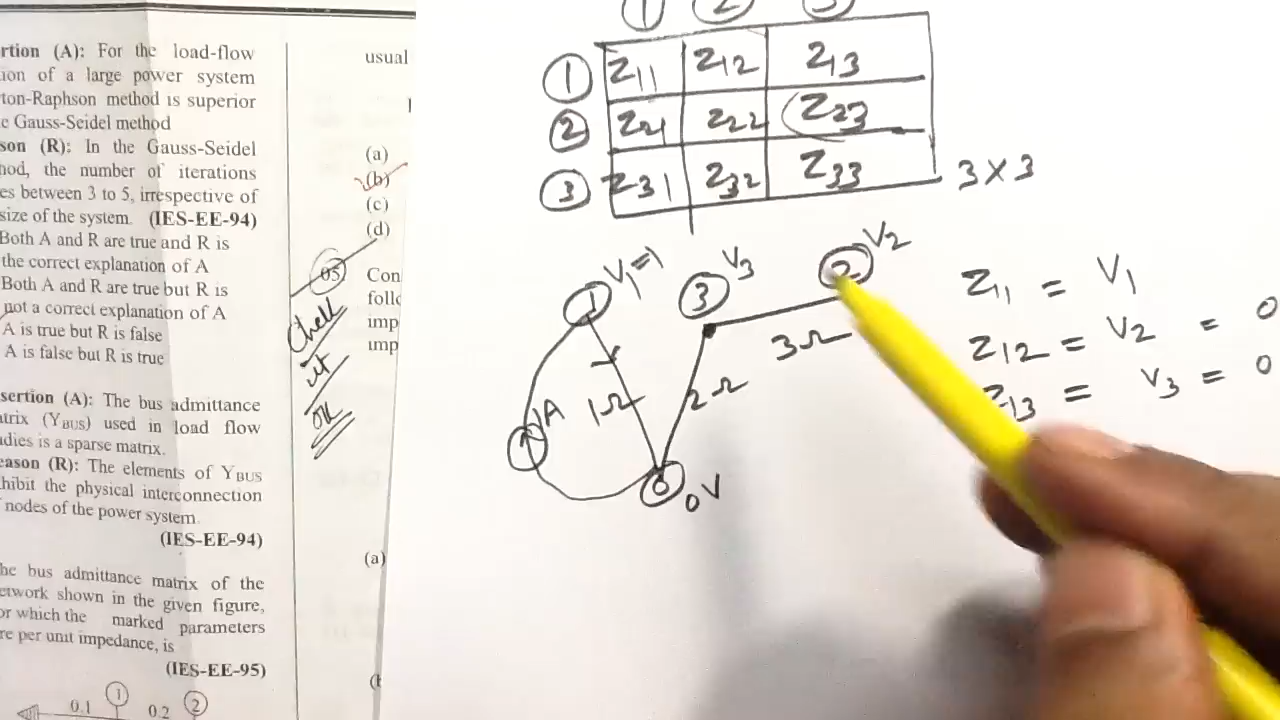 rtion (A): For the load-flow
ion of a large power system
ton-Raphson method is superior
e Gauss-Seidel method
son (R): In the Gauss-Seidel
hod, the number of iterations
es between 3 to 5, irrespective of
size of the system. (IES-EE-94)
Both A and R are true and R is
the correct explanation of A
Both A and R are true but R is
not a correct explanation of A
A is true but R is false
A is false but R is true
sertion (A): The bus admittance
atrix (YBUS) used in load flow
udies is a sparse matrix.
eason (R): The elements of YBUS
hibit the physical interconnection
nodes of the power system.
(IES-EE-94)
he bus admittance matrix of the
etwork shown in the given figure,
or which the marked parameters
re per unit impedance, is
(IES-EE-95)
0.1 1 0.2 2
usual
(a)
(b)
(c)
(d)
05 Con
follo
imp
imp
Check
it
OK
(a)
1 2 3
1 Z11 Z12 Z13
2 Z21 Z22 Z23
3 Z31 Z32 Z33
3 X 3
1 V1=1
3 V3
2 V2
1A
1Ω
2Ω
3Ω
0 0V
Z11 = V1
Z12 = V2 = 0
Z13 = V3 = 0